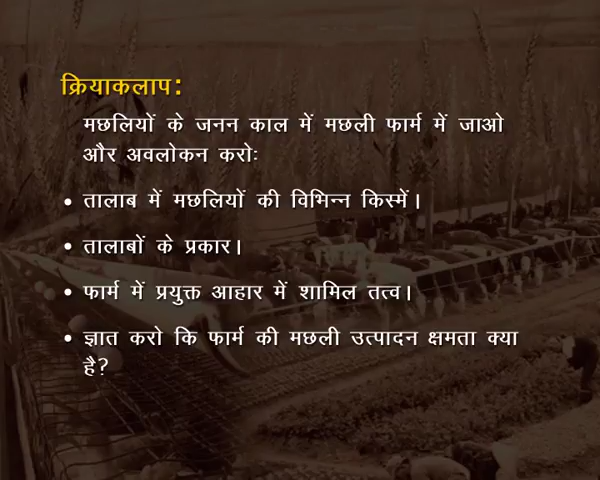 क्रियाकलाप:
मछलियों के जनन काल में मछली फार्म में जाओ
और अवलोकन करोः
• तालाब में मछलियों की विभिन्न किस्में।
• तालाबों के प्रकार।
• फार्म में प्रयुक्त आहार में शामिल तत्व।
• ज्ञात करो कि फार्म की मछली उत्पादन क्षमता क्या
है?